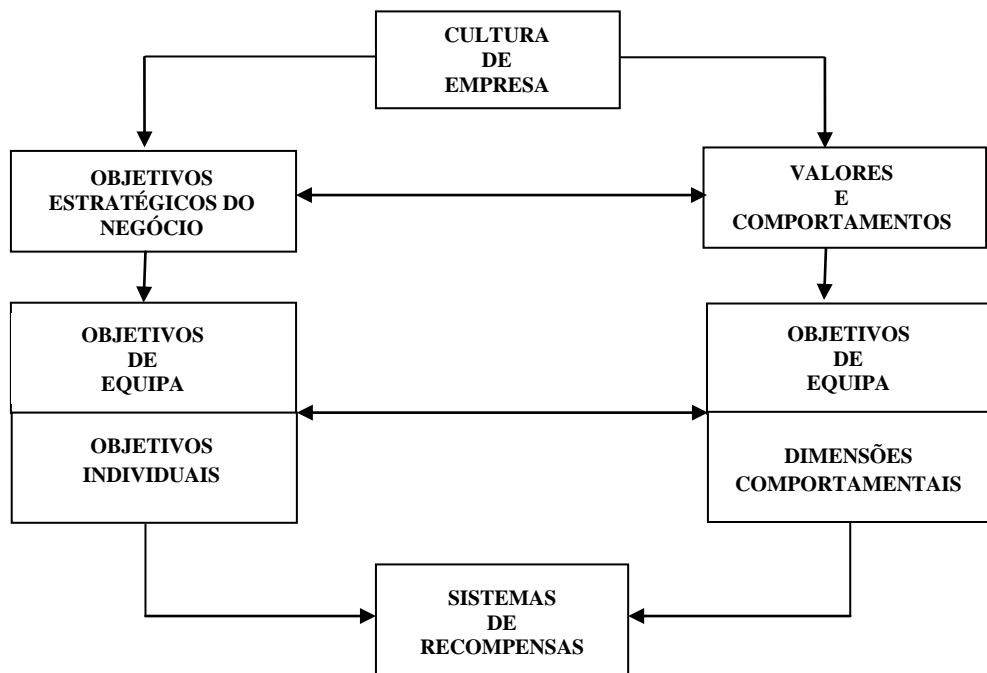 CULTURA
DE
EMPRESA
OBJETIVOS
ESTRATÉGICOS DO
NEGÓCIO
VALORES
E
COMPORTAMENTOS
OBJETIVOS
DE
EQUIPA
OBJETIVOS
DE
EQUIPA
OBJETIVOS
INDIVIDUAIS
DIMENSÕES
COMPORTAMENTAIS
SISTEMAS
DE
RECOMPENSAS